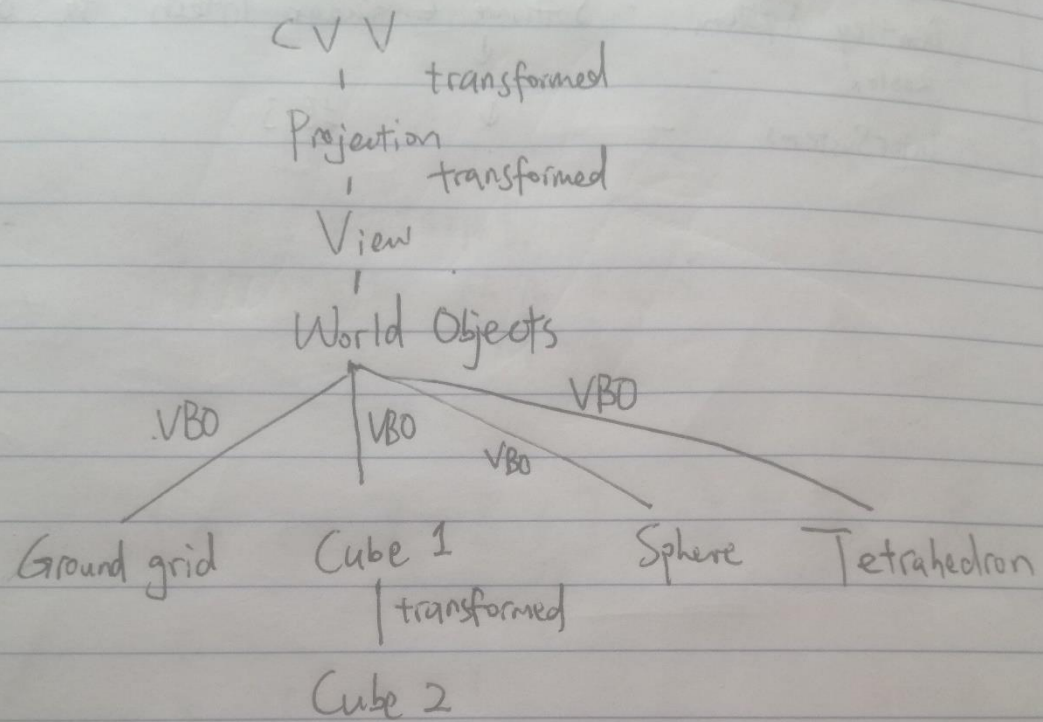 CVV
transformed
Projection
transformed
View
World Objects
VBO
VBO
VBO
VBO
Ground grid
Cube 1
Sphere
Tetrahedron
transformed
Cube 2